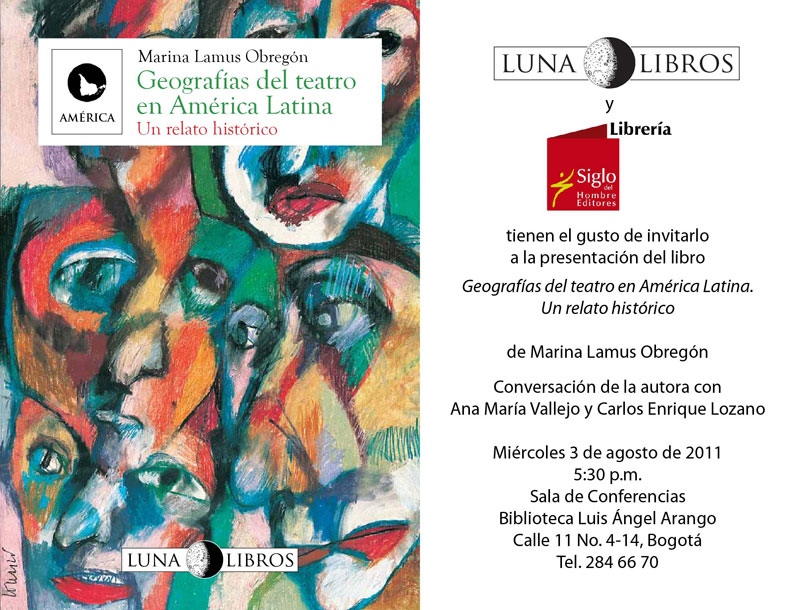 Marina Lamus Obregón
Geografías del teatro
en América Latina
Un relato histórico
AMÉRICA
LUNA LIBROS
LUNA LIBROS
y
Librería
Siglo
del
Hombre
Editores
tienen el gusto de invitarlo
a la presentación del libro
Geografías del teatro en América Latina.
Un relato histórico
de Marina Lamus Obregón
Conversación de la autora con
Ana María Vallejo y Carlos Enrique Lozano
Miércoles 3 de agosto de 2011
5:30 p.m.
Sala de Conferencias
Biblioteca Luis Ángel Arango
Calle 11 No. 4-14, Bogotá
Tel. 284 66 70